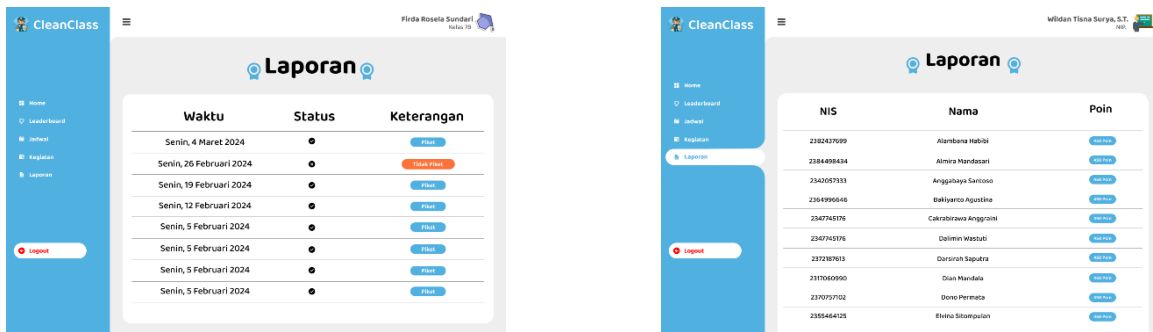 CleanClass
Firda Rosela Sundari
Kelas 7B
Laporan
Home
Leaderboard
Jadwal
Kegiatan
Laporan
Logout
Waktu Status Keterangan
Senin, 4 Maret 2024 Piket
Senin, 26 Februari 2024 Tidak Piket
Senin, 19 Februari 2024 Piket
Senin, 12 Februari 2024 Piket
Senin, 5 Februari 2024 Piket
Senin, 5 Februari 2024 Piket
Senin, 5 Februari 2024 Piket
Senin, 5 Februari 2024 Piket
CleanClass
Wildan Tisna Surya, S.T.
Laporan
Home
Leaderboard
Jadwal
Kegiatan
Laporan
Logout
NIS Nama Poin
2382437699 Alambana Habibi
2384498434 Almira Mandasari
2342057333 Anggabaya Santoso
2364996646 Bakiyanto Agustina
2347745176 Cakrabirawa Anggraini
2347745176 Dalimin Wastuti
2372187613 Darsirah Saputra
2317060990 Dian Mandala
2370757102 Dono Permata
2355464125 Elvina Sitompulan